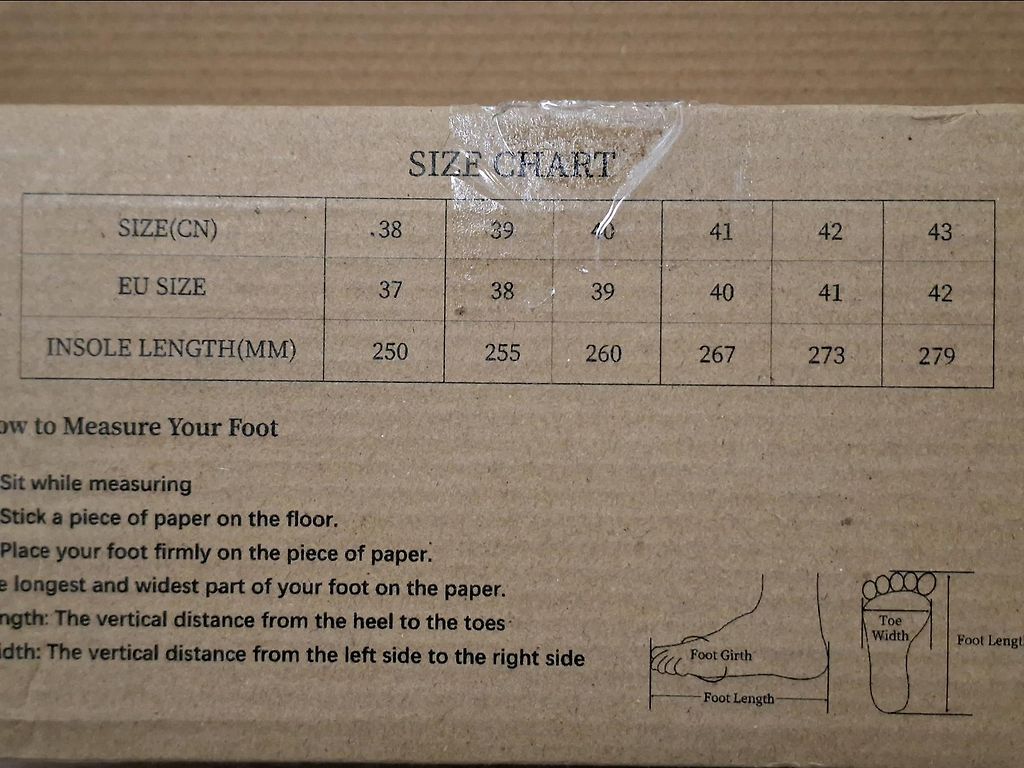 SIZE CHART
SIZE(CN) 38 39 40 41 42 43
EU SIZE 37 38 39 40 41 42
INSOLE LENGTH(MM) 250 255 260 267 273 279
ow to Measure Your Foot
Sit while measuring
Stick a piece of paper on the floor.
Place your foot firmly on the piece of paper.
e longest and widest part of your foot on the paper.
ngth: The vertical distance from the heel to the toes
idth: The vertical distance from the left side to the right side
Foot Girth
Foot Length
Toe
Width
Foot Lengt